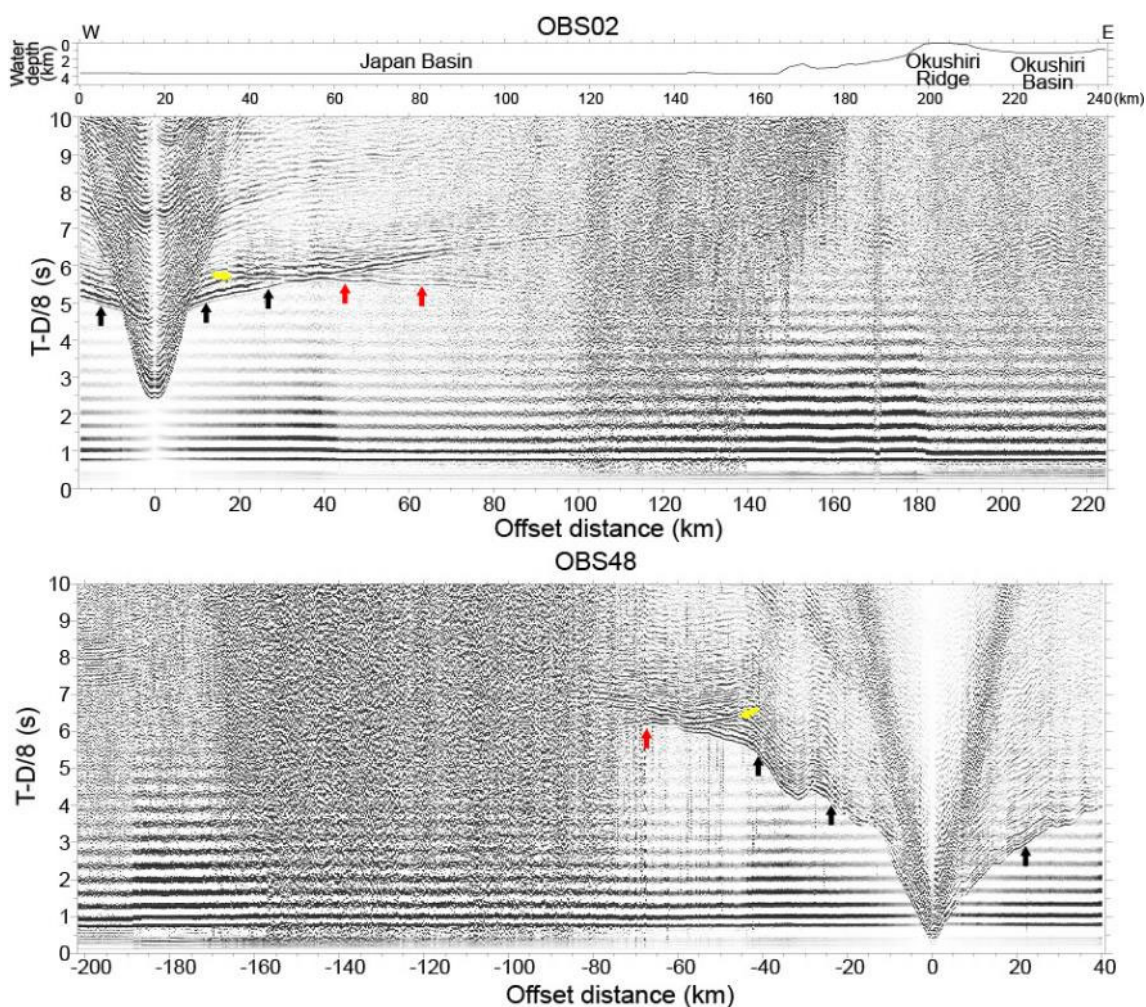 OBS02
W E
Water depth (km)
0
2
4
Japan Basin
Okushiri Ridge
Okushiri Basin
0 20 40 60 80 100 120 140 160 180 200 220 240 (km)
T-D/8 (s)
10
9
8
7
6
5
4
3
2
1
0
0 20 40 60 80 100 120 140 160 180 200 220
Offset distance (km)
OBS48
T-D/8 (s)
10
9
8
7
6
5
4
3
2
1
0
-200 -180 -160 -140 -120 -100 -80 -60 -40 -20 0 20 40
Offset distance (km)